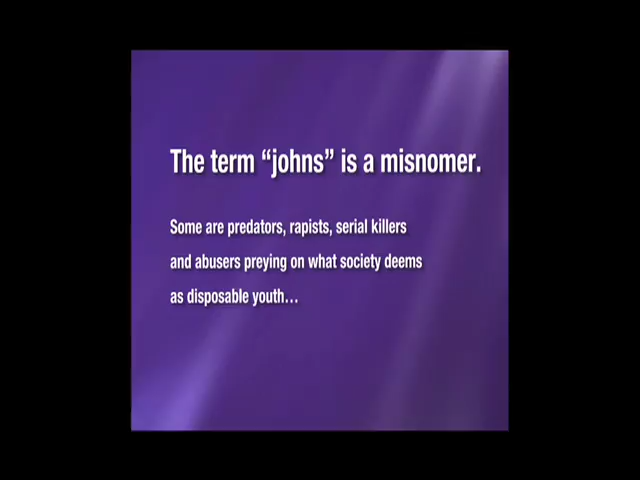 The term “johns” is a misnomer.
Some are predators, rapists, serial killers
and abusers preying on what society deems
as disposable youth...